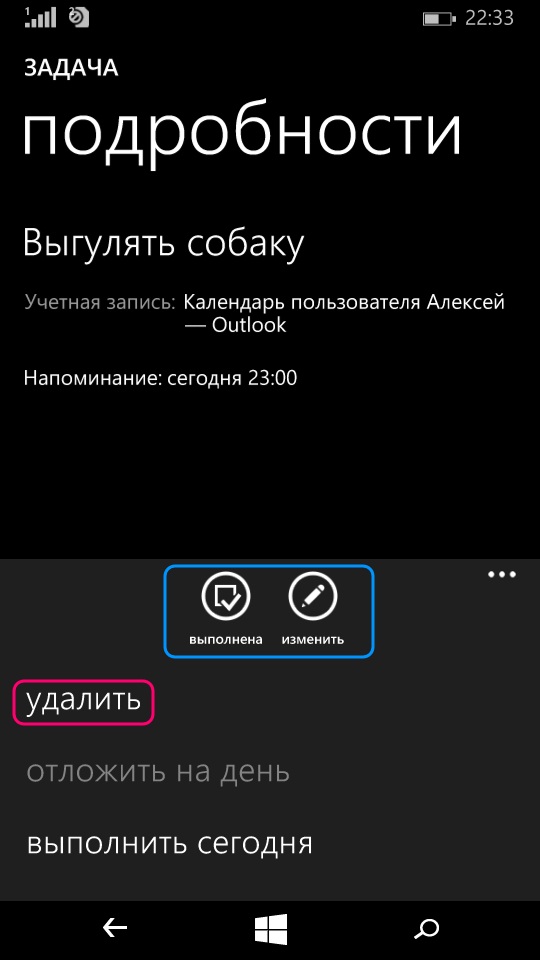 1
22:33
ЗАДАЧА
подробности
Выгулять собаку
Учетная запись: Календарь пользователя Алексей
— Outlook
Напоминание: сегодня 23:00
выполнена изменить
удалить
отложить на день
выполнить сегодня